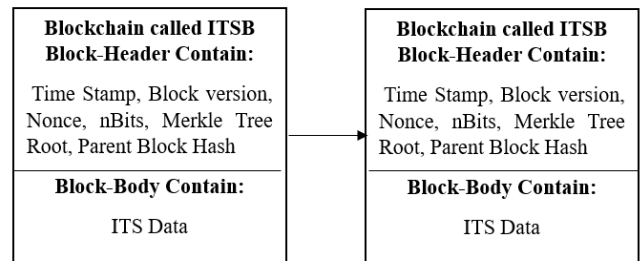 Blockchain called ITSB
Block-Header Contain:
Time Stamp, Block version,
Nonce, nBits, Merkle Tree
Root, Parent Block Hash
Block-Body Contain:
ITS Data
Blockchain called ITSB
Block-Header Contain:
Time Stamp, Block version,
Nonce, nBits, Merkle Tree
Root, Parent Block Hash
Block-Body Contain:
ITS Data